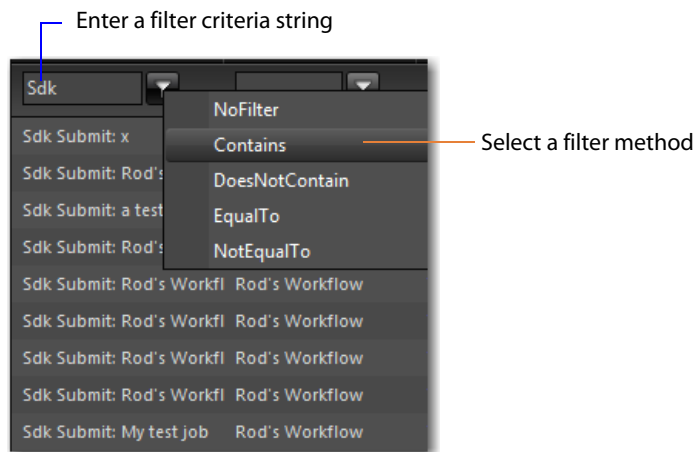 Enter a filter criteria string
Sdk
NoFilter
Sdk Submit: x
Contains
Select a filter method
Sdk Submit: Rod's
DoesNotContain
Sdk Submit: a test
EqualTo
Sdk Submit: Rod's
NotEqualTo
Sdk Submit: Rod's Workfl Rod's Workflow
Sdk Submit: Rod's Workfl Rod's Workflow
Sdk Submit: Rod's Workfl Rod's Workflow
Sdk Submit: Rod's Workfl Rod's Workflow
Sdk Submit: My test job Rod's Workflow